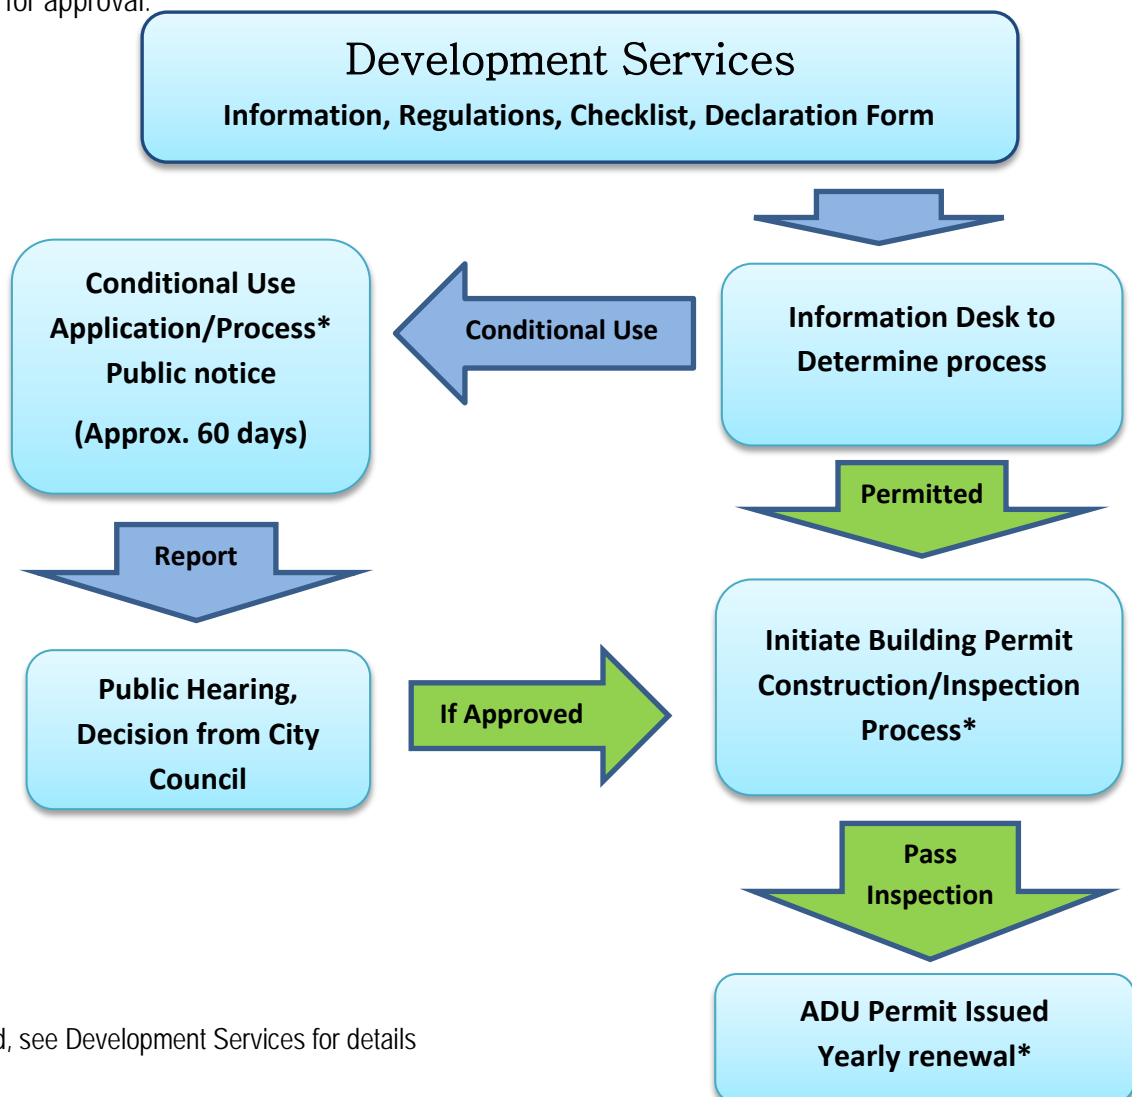 for approval.
Development Services
Information, Regulations, Checklist, Declaration Form
Conditional Use
Application/Process*
Public notice
(Approx. 60 days)
Conditional Use
Information Desk to
Determine process
Permitted
Report
Initiate Building Permit
Construction/Inspection
Process*
Public Hearing,
Decision from City
Council
If Approved
Pass
Inspection
ADU Permit Issued
Yearly renewal*
see Development Services for details